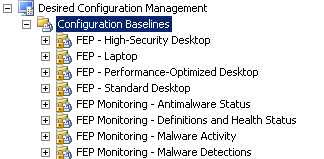 Desired Configuration Management
Configuration Baselines
FEP - High-Security Desktop
FEP - Laptop
FEP - Performance-Optimized Desktop
FEP - Standard Desktop
FEP Monitoring - Antimalware Status
FEP Monitoring - Definitions and Health Status
FEP Monitoring - Malware Activity
FEP Monitoring - Malware Detections